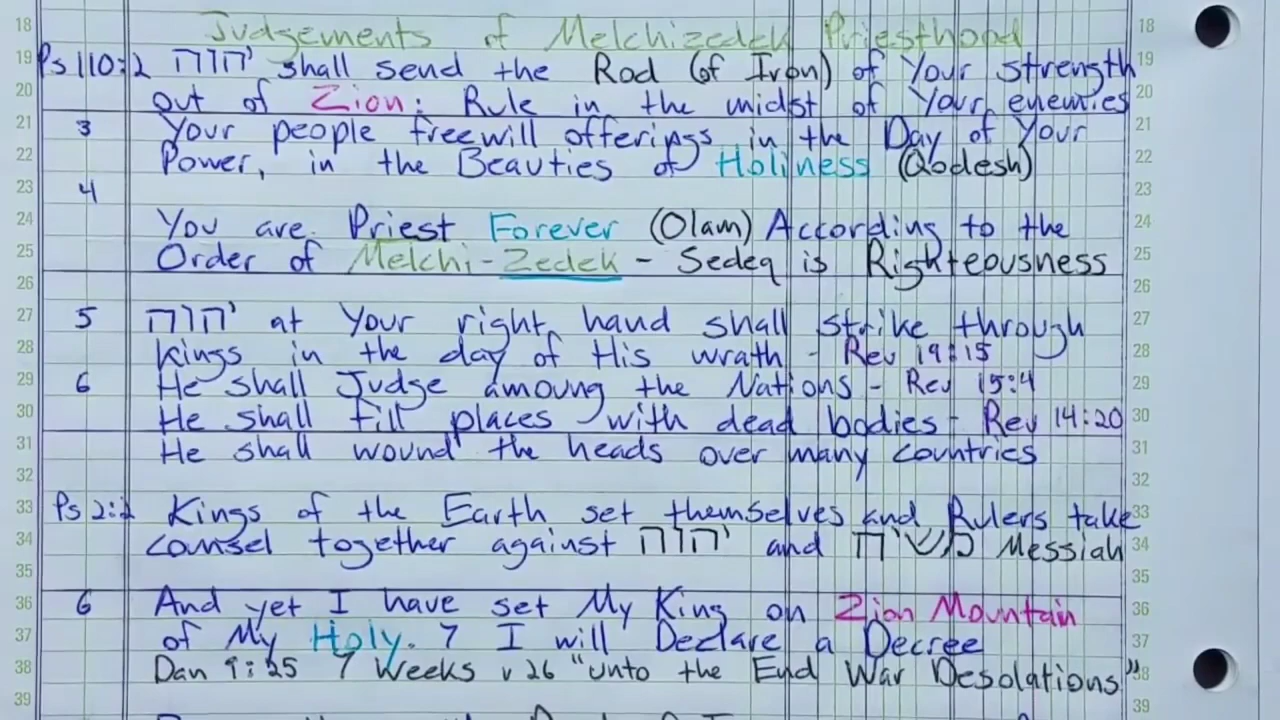 Judgements of Melchizedek Priesthood
Ps 110:2 יהוה shall send the Rod (of Iron) of Your strength
out of Zion: Rule in the midst of Your enemies
3 Your people freewill offerings in the Day of Your
Power, in the Beauties of Holiness (Qodesh)
4
You are Priest Forever (Olam) According to the
Order of Melchi-Zedek - Sedeq is Righteousness
5 יהוה at Your right hand shall strike through
kings in the day of His wrath - Rev 19:15
6 He shall Judge amoung the Nations - Rev 15:4
He shall fill places with dead bodies - Rev 14:20
He shall wound the heads over many countries
Ps 2:2 Kings of the Earth set themselves and Rulers take
counsel together against יהוה and משיח Messiah
6 And yet I have set My King on Zion Mountain
of My Holy. 7 I will Declare a Decree
Dan 9:25 7 Weeks v 26 "unto the End War Desolations"